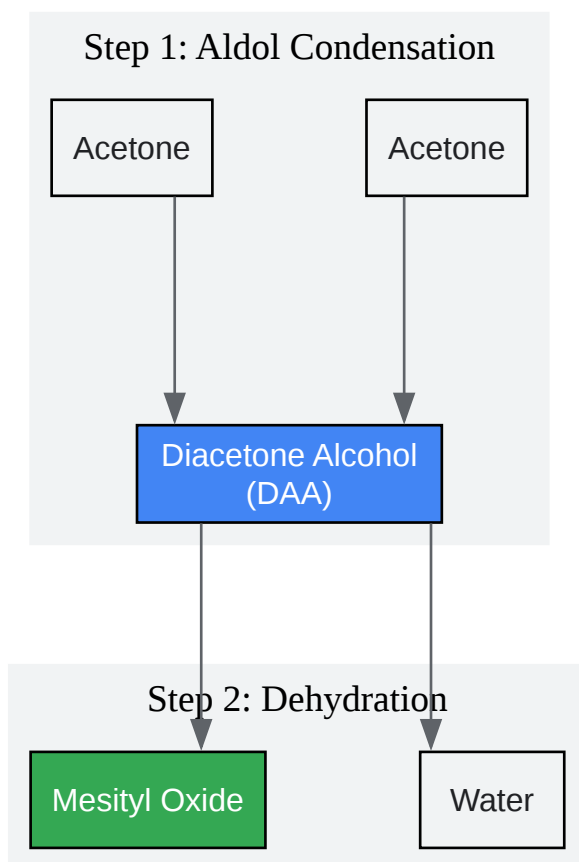 Step 1: Aldol Condensation
Acetone
Acetone
Diacetone Alcohol
(DAA)
Step 2: Dehydration
Mesityl Oxide
Water